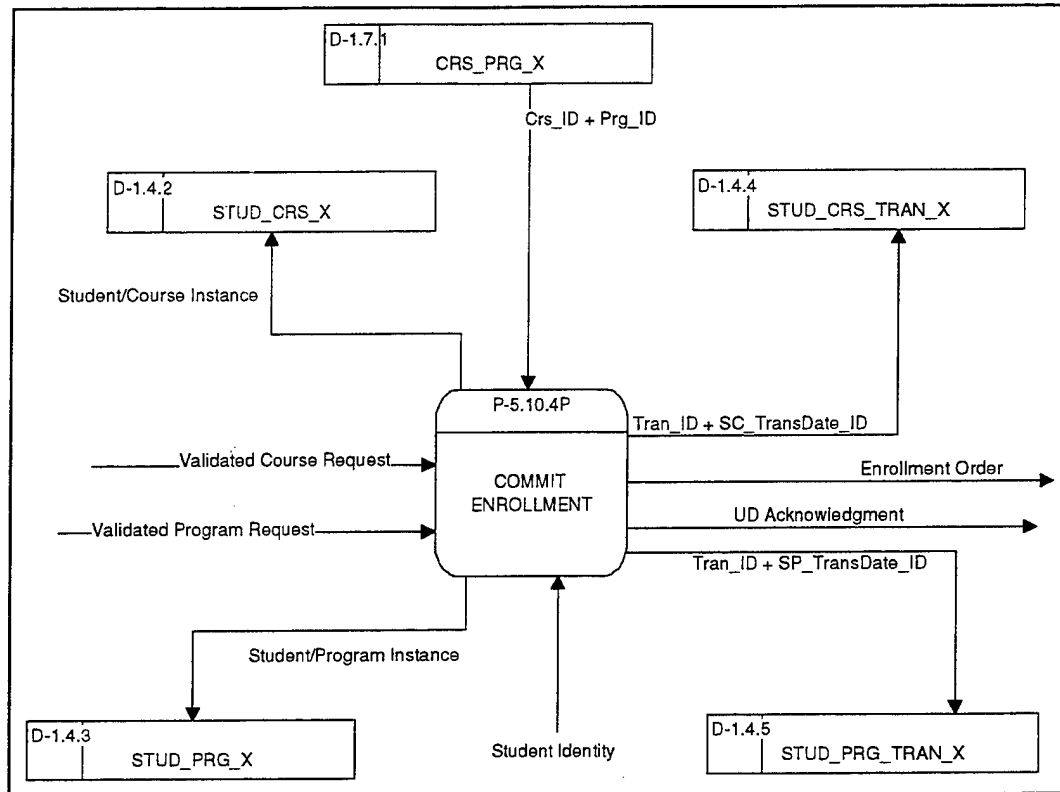 D-1.7.1
CRS_PRG_X
Crs_ID + Prg_ID
D-1.4.2
STUD_CRS_X
D-1.4.4
STUD_CRS_TRAN_X
Student/Course Instance
P-5.10.4P
Tran_ID + SC_TransDate_ID
Validated Course Request
COMMIT
ENROLLMENT
Enrollment Order
Validated Program Request
UD Acknowledgment
Tran_ID + SP_TransDate_ID
Student/Program Instance
D-1.4.3
STUD_PRG_X
Student Identity
D-1.4.5
STUD_PRG_TRAN_X